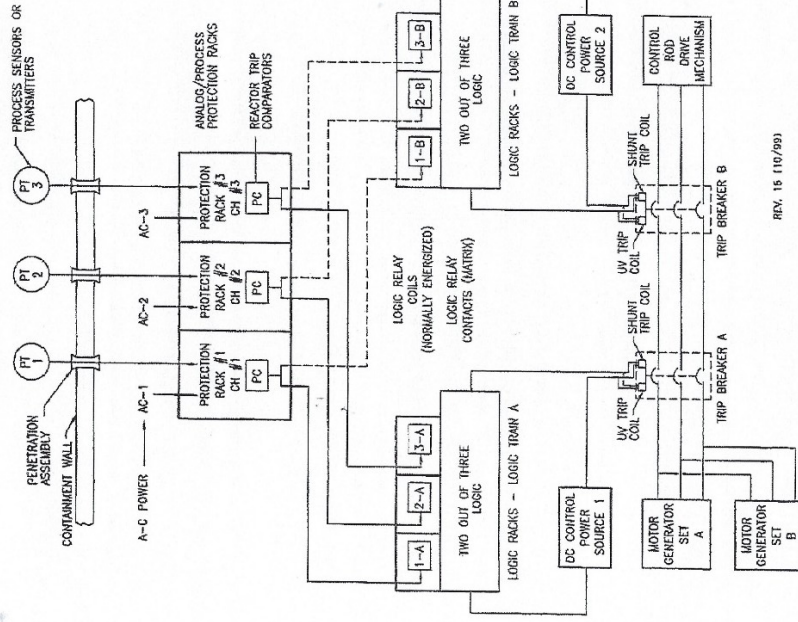 PROCESS SENSORS OR
TRANSMITTERS
PT
1
PT
2
PT
3
PENETRATION
ASSEMBLY
CONTAINMENT WALL
A-C POWER
AC-1
AC-2
AC-3
ANALOG/PROCESS
PROTECTION RACKS
PROTECTION
RACK #1
CH #1
PC
PROTECTION
RACK #2
CH #2
PC
PROTECTION
RACK #3
CH #3
PC
REACTOR TRIP
COMPARATORS
1-A
2-A
3-A
TWO OUT OF THREE
LOGIC
LOGIC RACKS - LOGIC TRAIN A
LOGIC RELAY
COILS
(NORMALLY ENERGIZED)
LOGIC RELAY
CONTACTS (MATRIX)
1-B
2-B
3-B
TWO OUT OF THREE
LOGIC
LOGIC RACKS - LOGIC TRAIN B
DC CONTROL
POWER
SOURCE 1
UV TRIP
COIL
SHUNT
TRIP COIL
TRIP BREAKER A
UV TRIP
COIL
SHUNT
TRIP COIL
TRIP BREAKER B
DC CONTROL
POWER
SOURCE 2
MOTOR
GENERATOR
SET
A
MOTOR
GENERATOR
SET
B
CONTROL
ROD
DRIVE
MECHANISM
REV. 15 (10/99)